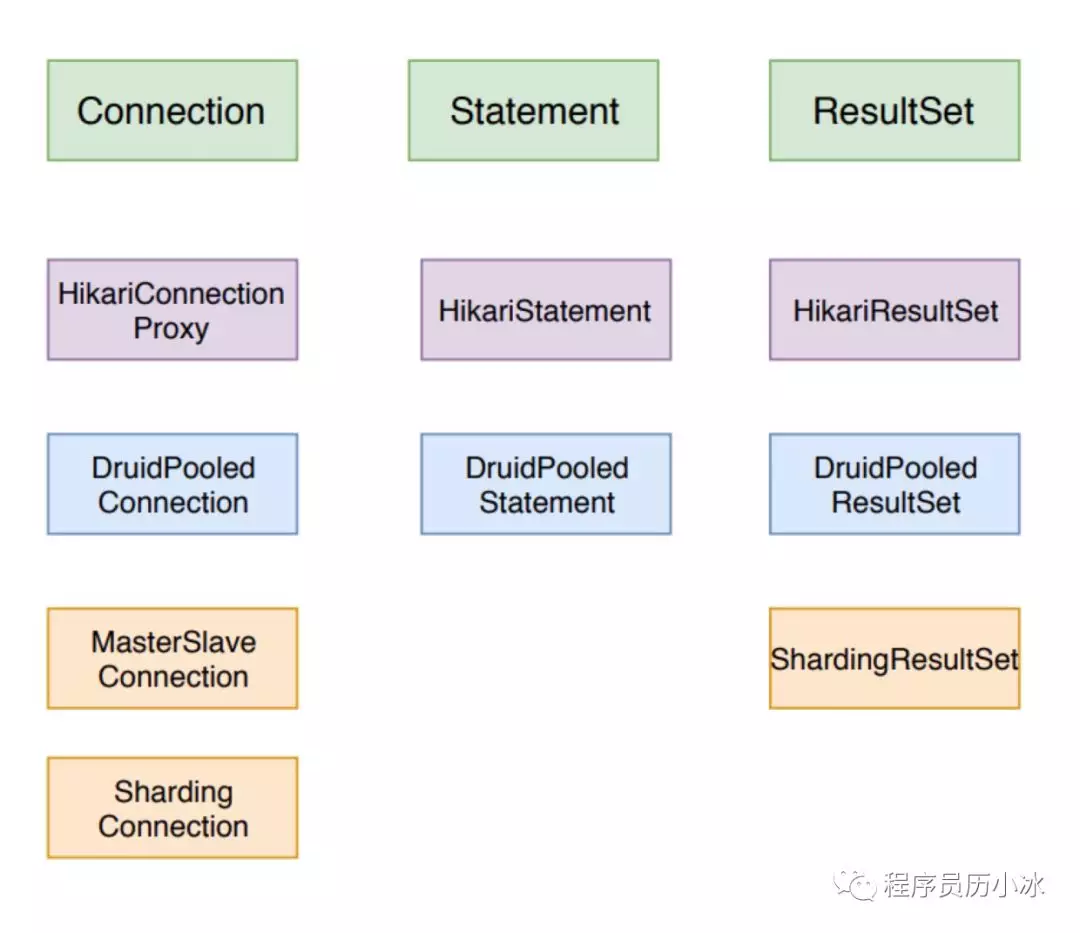 Connection
Statement
ResultSet
HikariConnection
Proxy
HikariStatement
HikariResultSet
DruidPooled
Connection
DruidPooled
Statement
DruidPooled
ResultSet
MasterSlave
Connection
ShardingResultSet
Sharding
Connection
程序员历小冰